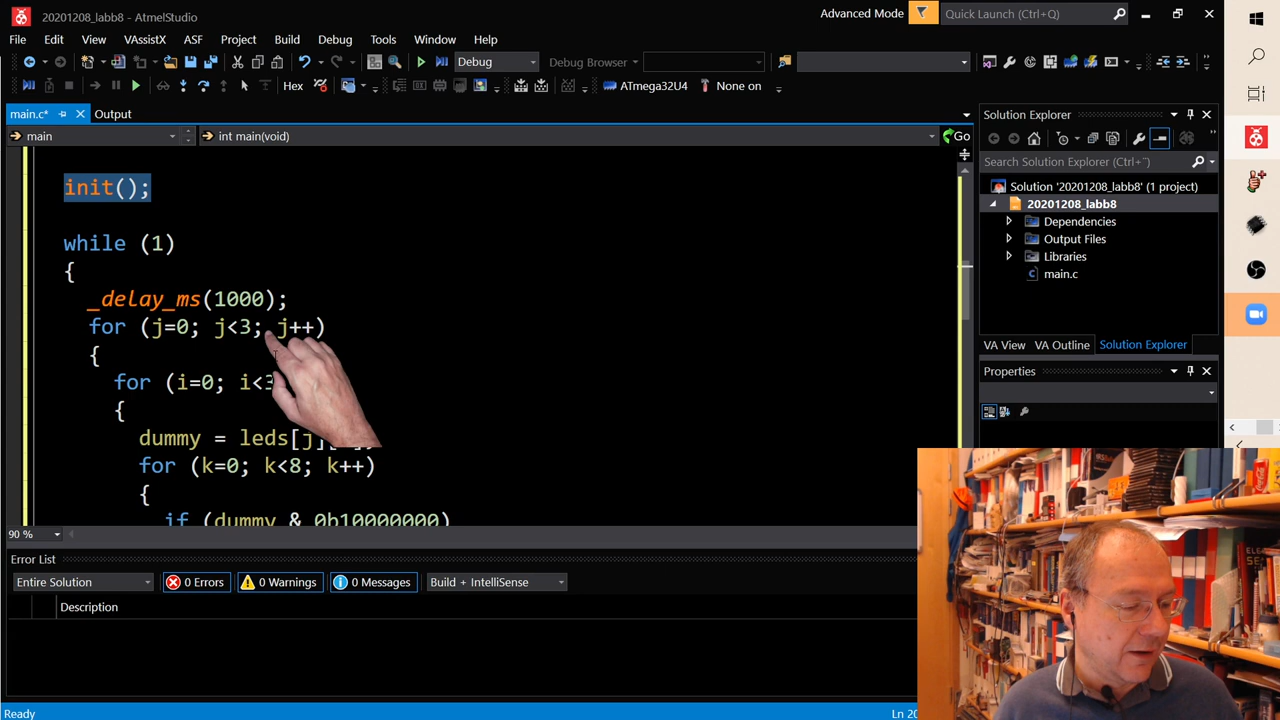 20201208_labb8 - AtmelStudio
Advanced Mode
Quick Launch (Ctrl+Q)
File Edit View VAssistX ASF Project Build Debug Tools Window Help
Debug
Debug Browser
Hex
ATmega32U4
None on
main.c*
Output
main
int main(void)
Go
init();
while (1)
{
_delay_ms(1000);
for (j=0; j<3; j++)
{
for (i=0; i<3
{
dummy = leds[j][
for (k=0; k<8; k++)
{
if (dummy & 0b10000000)
90 %
Error List
Entire Solution
0 Errors
0 Warnings
0 Messages
Build + IntelliSense
Description
Ready
Ln 20
Solution Explorer
Search Solution Explorer (Ctrl+¨)
Solution '20201208_labb8' (1 project)
20201208_labb8
Dependencies
Output Files
Libraries
main.c
VA View
VA Outline
Solution Explorer
Properties